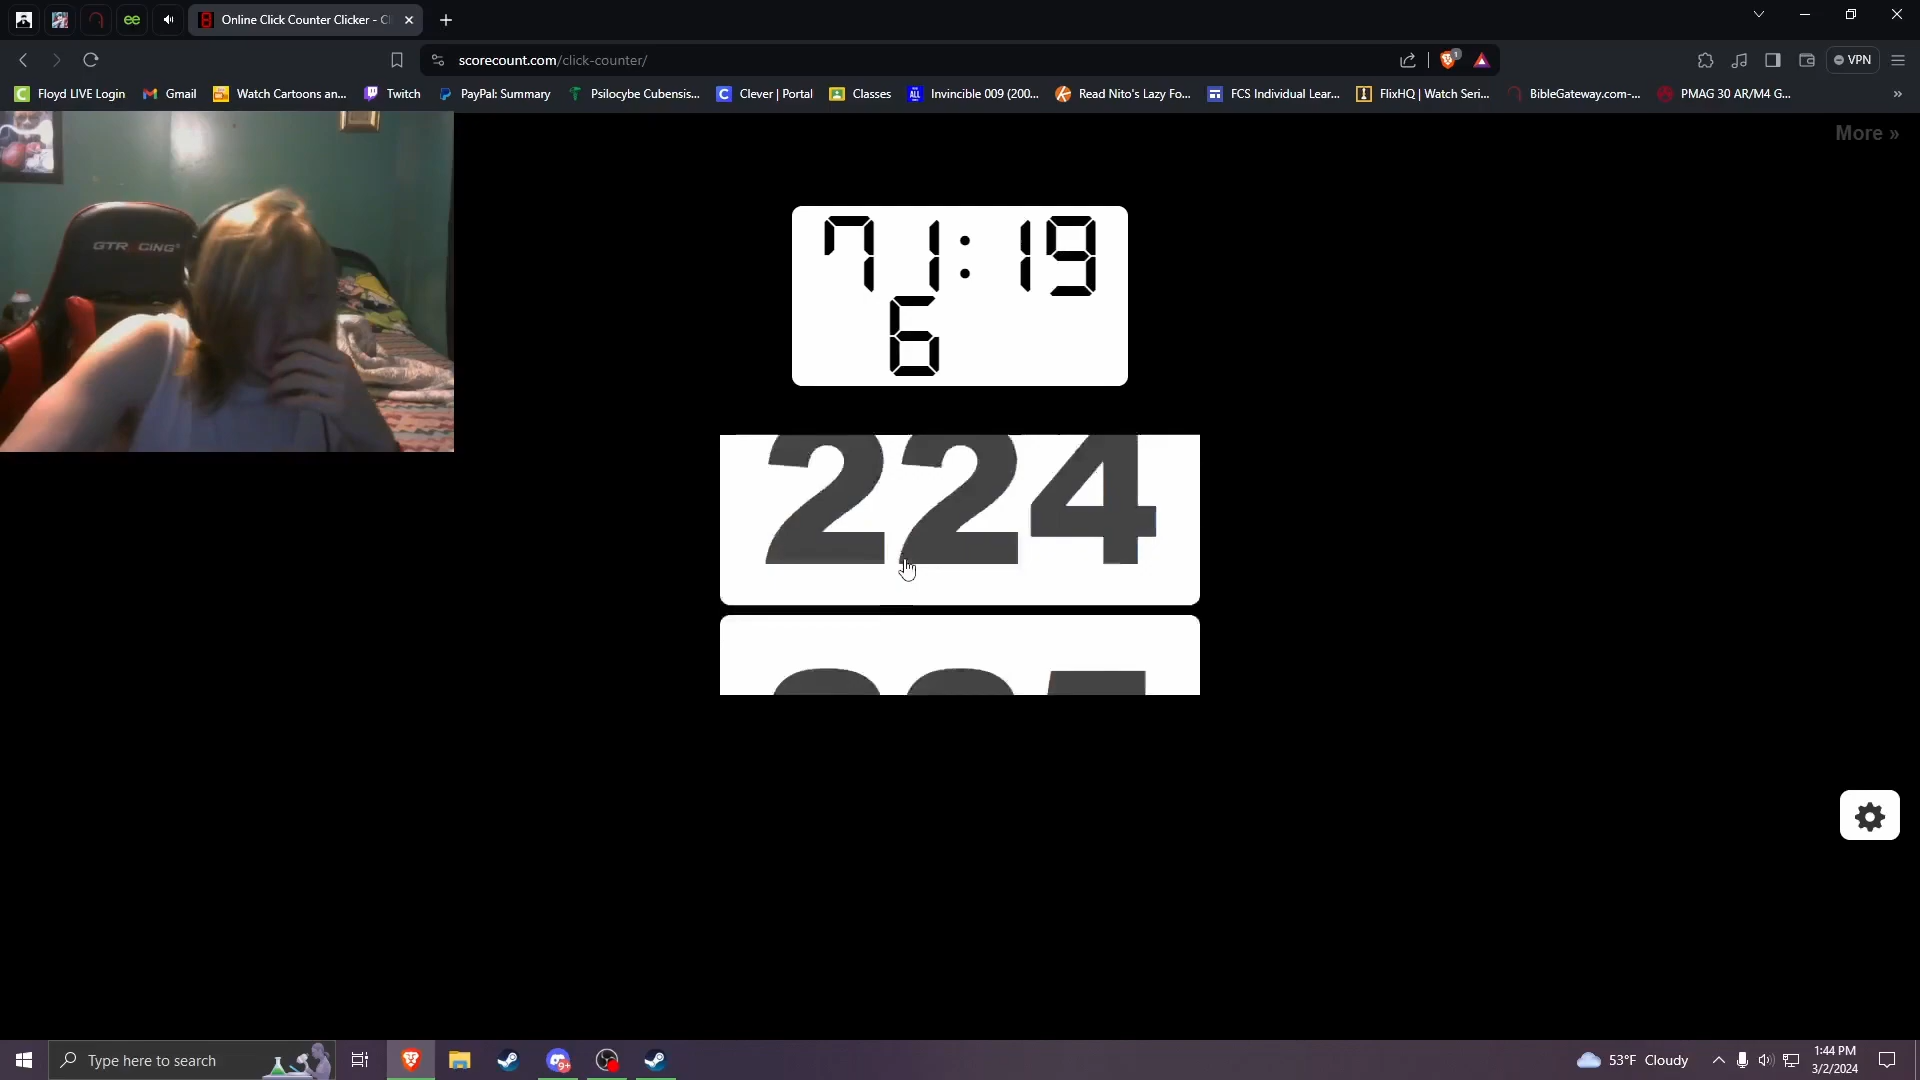 Online Click Counter Clicker - Cl
scorecount.com/click-counter/
1
VPN
Floyd LIVE Login
Gmail
Watch Cartoons an...
Twitch
PayPal: Summary
Psilocybe Cubensis...
Clever | Portal
Classes
Invincible 009 (200...
Read Nito's Lazy Fo...
FCS Individual Lear...
FlixHQ | Watch Seri...
BibleGateway.com-...
PMAG 30 AR/M4 G...
»
More »
GTRACING
71:19
6
224
Type here to search
9+
53°F Cloudy
1:44 PM
3/2/2024